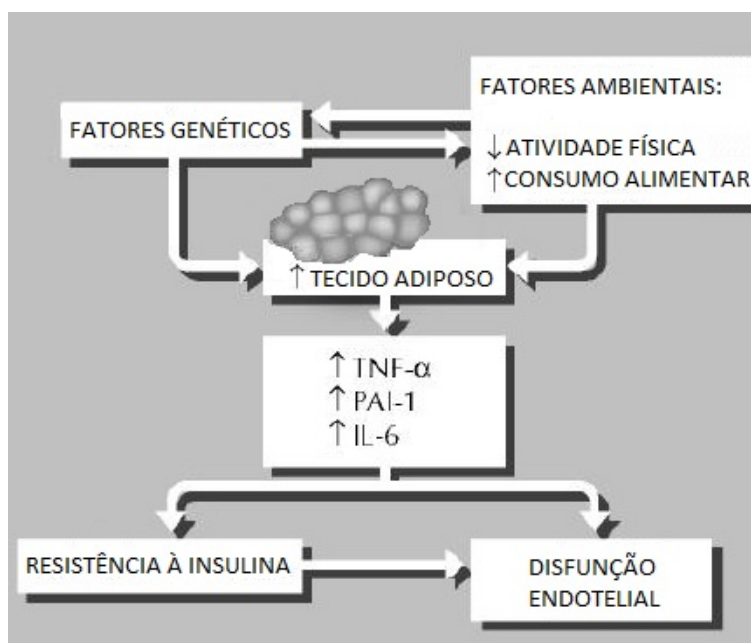 FATORES AMBIENTAIS:
FATORES GENÉTICOS
↓ ATIVIDADE FÍSICA
↑ CONSUMO ALIMENTAR
↑ TECIDO ADIPOSO
↑ TNF-α
↑ PAI-1
↑ IL-6
RESISTÊNCIA À INSULINA
DISFUNÇÃO
ENDOTELIAL